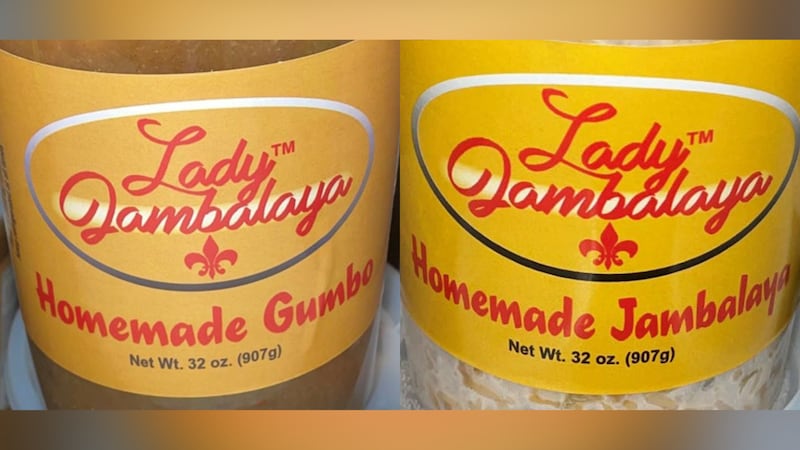 Lady™
Jambalaya
Homemade Gumbo
Net Wt. 32 oz. (907g)
Lady™
Jambalaya
Homemade Jambalaya
Net Wt. 32 oz. (907g)